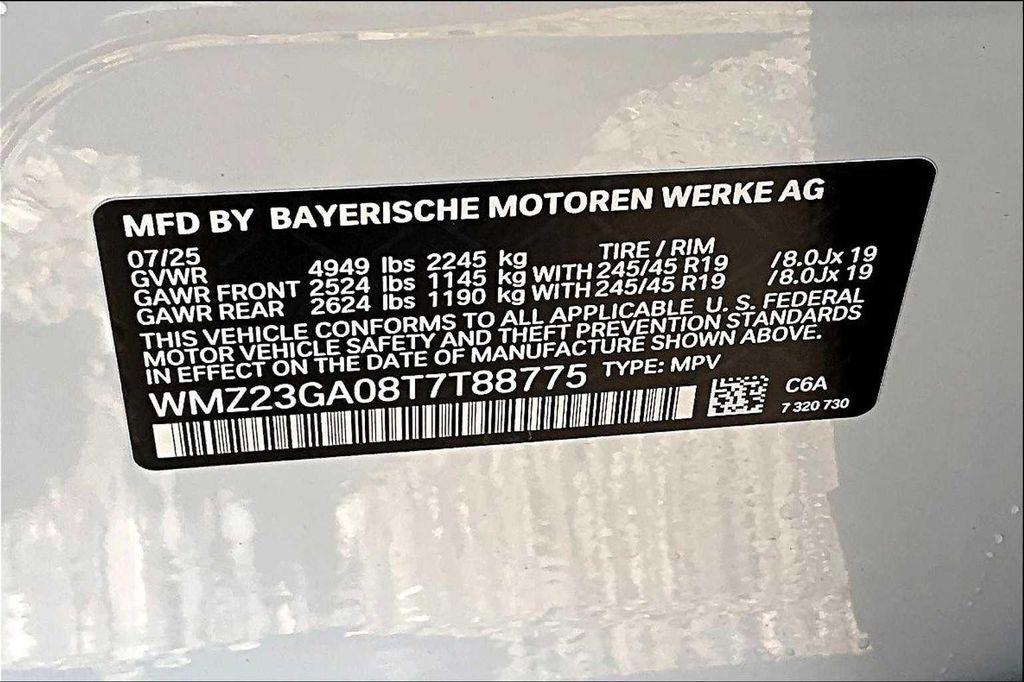 MFD BY BAYERISCHE MOTOREN WERKE AG
07/25 TIRE / RIM
GVWR 4949 lbs 2245 kg
GAWR FRONT 2524 lbs 1145 kg WITH 245/45 R19 /8.0Jx 19
GAWR REAR 2624 lbs 1190 kg WITH 245/45 R19 /8.0Jx 19
THIS VEHICLE CONFORMS TO ALL APPLICABLE U. S. FEDERAL
MOTOR VEHICLE SAFETY AND THEFT PREVENTION STANDARDS
IN EFFECT ON THE DATE OF MANUFACTURE SHOWN ABOVE.
WMZ23GA08T7T88775 TYPE: MPV
C6A
7 320 730